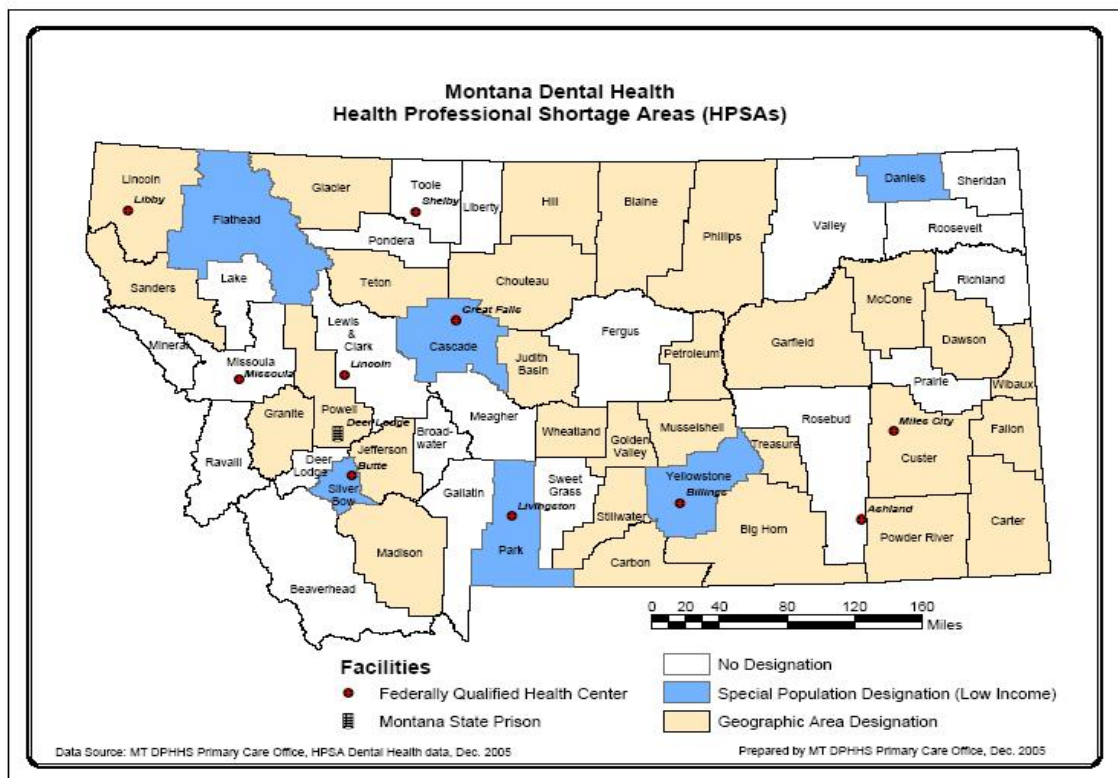 Montana Dental Health
Health Professional Shortage Areas (HPSAs)
Lincoln
Libby
Flathead
Glacier
Toole
Shelby
Liberty
Hill
Blaine
Phillips
Valley
Daniels
Sheridan
Roosevelt
Pondera
Sanders
Lake
Teton
Chouteau
Richland
McCone
Mineral
Missoula
Missoula
Lewis
&
Clark
Lincoln
Great Falls
Cascade
Judith
Basin
Fergus
Petroleum
Garfield
Dawson
Prairie
Wibaux
Granite
Powell
Deer Lodge
Ravalli
Deer
Lodge
Butte
Silver
Bow
Jefferson
Broad-
water
Meagher
Wheatland
Golden
Valley
Musselshell
Treasure
Rosebud
Miles City
Custer
Fallon
Gallatin
Livingston
Park
Sweet
Grass
Stillwater
Yellowstone
Billings
Big Horn
Ashland
Powder River
Carter
Madison
Beaverhead
Carbon
0 20 40 80 120 160
Miles
Facilities
Federally Qualified Health Center
Montana State Prison
No Designation
Special Population Designation (Low Income)
Geographic Area Designation
Data Source: MT DPHHS Primary Care Office, HPSA Dental Health data, Dec. 2005
Prepared by MT DPHHS Primary Care Office, Dec. 2005